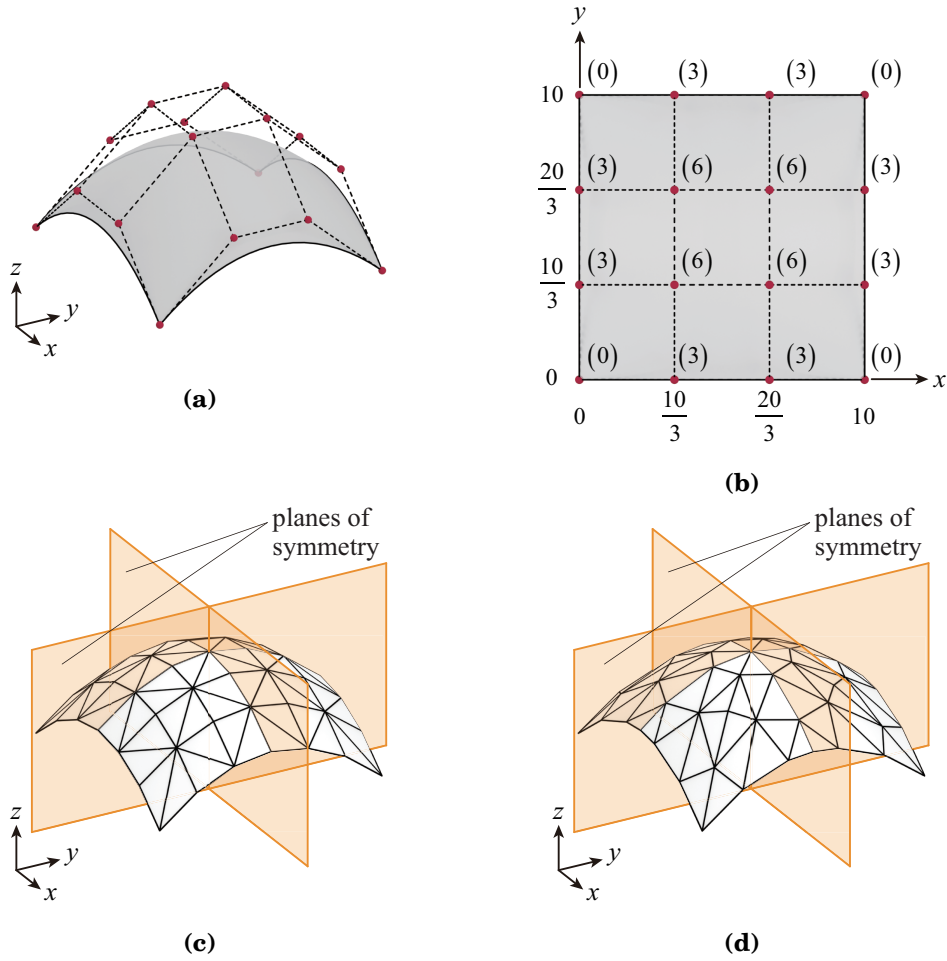 z
y
x
(a)
y
(0) (3) (3) (0)
10
(3) (6) (6) (3)
20/3
(3) (6) (6) (3)
10/3
(0) (3) (3) (0)
0
x
0 10/3 20/3 10
(b)
planes of
symmetry
z
y
x
(c)
planes of
symmetry
z
y
x
(d)